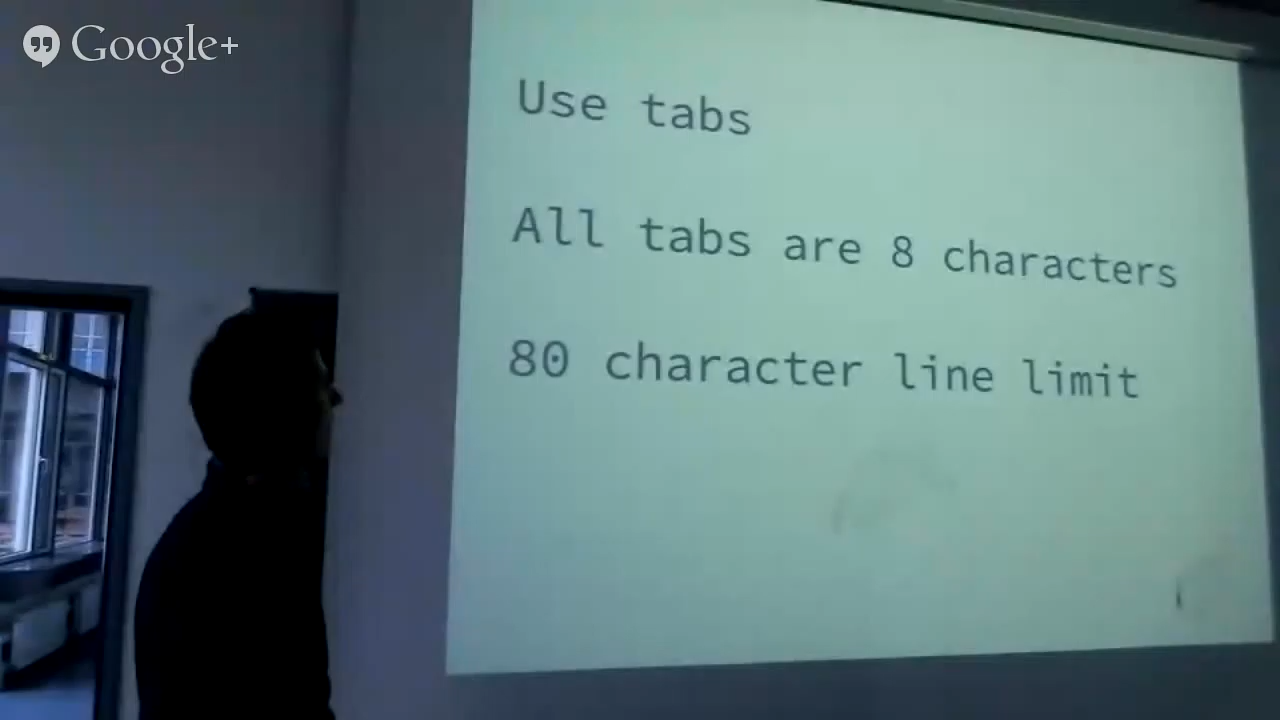 Google+
Use tabs
All tabs are 8 characters
80 character line limit